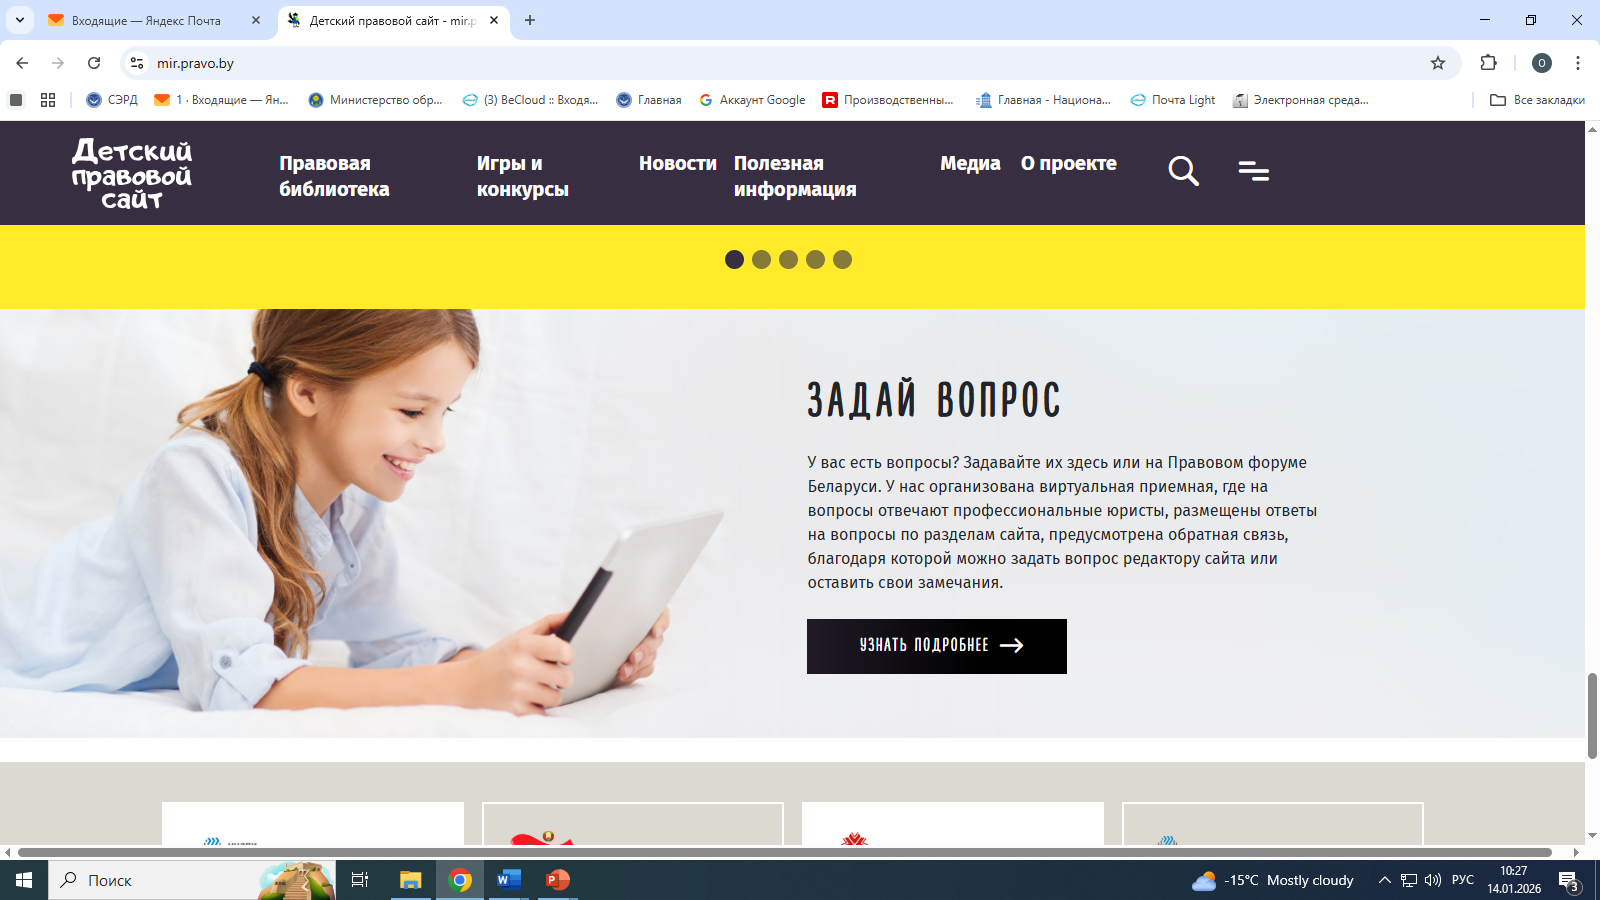 Входящие — Яндекс Почта
Детский правовой сайт - mir.p
mir.pravo.by
О
СЭРД
1 · Входящие — Ян...
Министерство обр...
(3) BeCloud :: Входя...
Главная
Аккаунт Google
Производственны...
Главная - Национа...
Почта Light
Электронная среда...
Все закладки
Детский
правовой
сайт
Правовая
библиотека
Игры и
конкурсы
Новости
Полезная
информация
Медиа
О проекте
ЗАДАЙ ВОПРОС
У вас есть вопросы? Задавайте их здесь или на Правовом форуме
Беларуси. У нас организована виртуальная приемная, где на
вопросы отвечают профессиональные юристы, размещены ответы
на вопросы по разделам сайта, предусмотрена обратная связь,
благодаря которой можно задать вопрос редактору сайта или
оставить свои замечания.
УЗНАТЬ ПОДРОБНЕЕ
Поиск
-15°C Mostly cloudy
РУС
10:27
14.01.2026
3